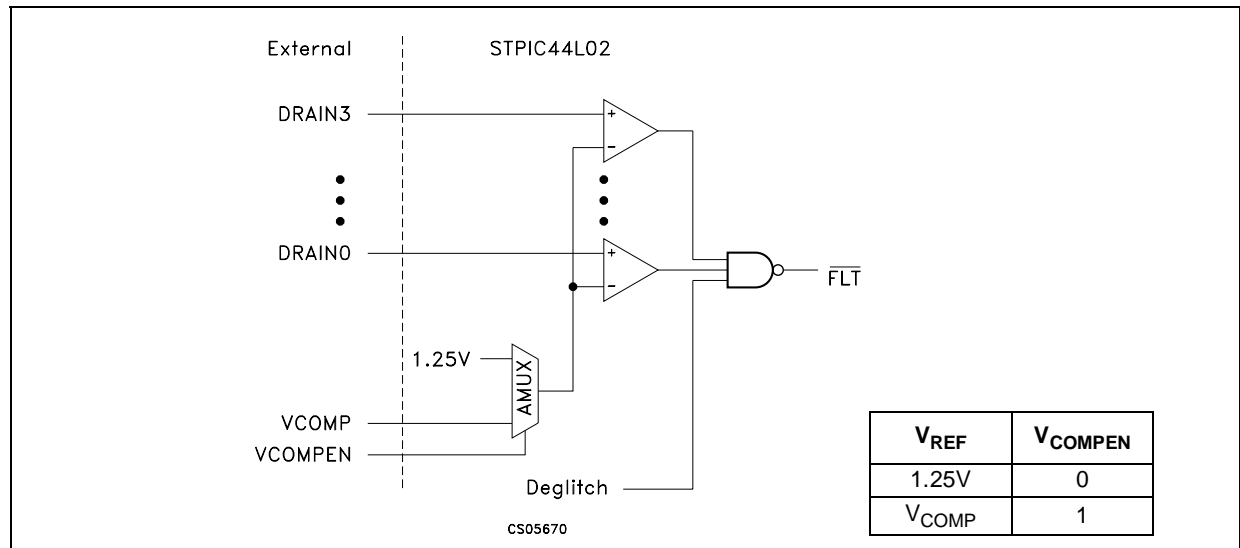 External STPIC44L02
DRAIN3
+
-
DRAIN0
+
-
FLT
1.25V
AMUX
VCOMP
VCOMPEN
Deglitch
CS05670
VREF VCOMPEN
1.25V 0
VCOMP 1